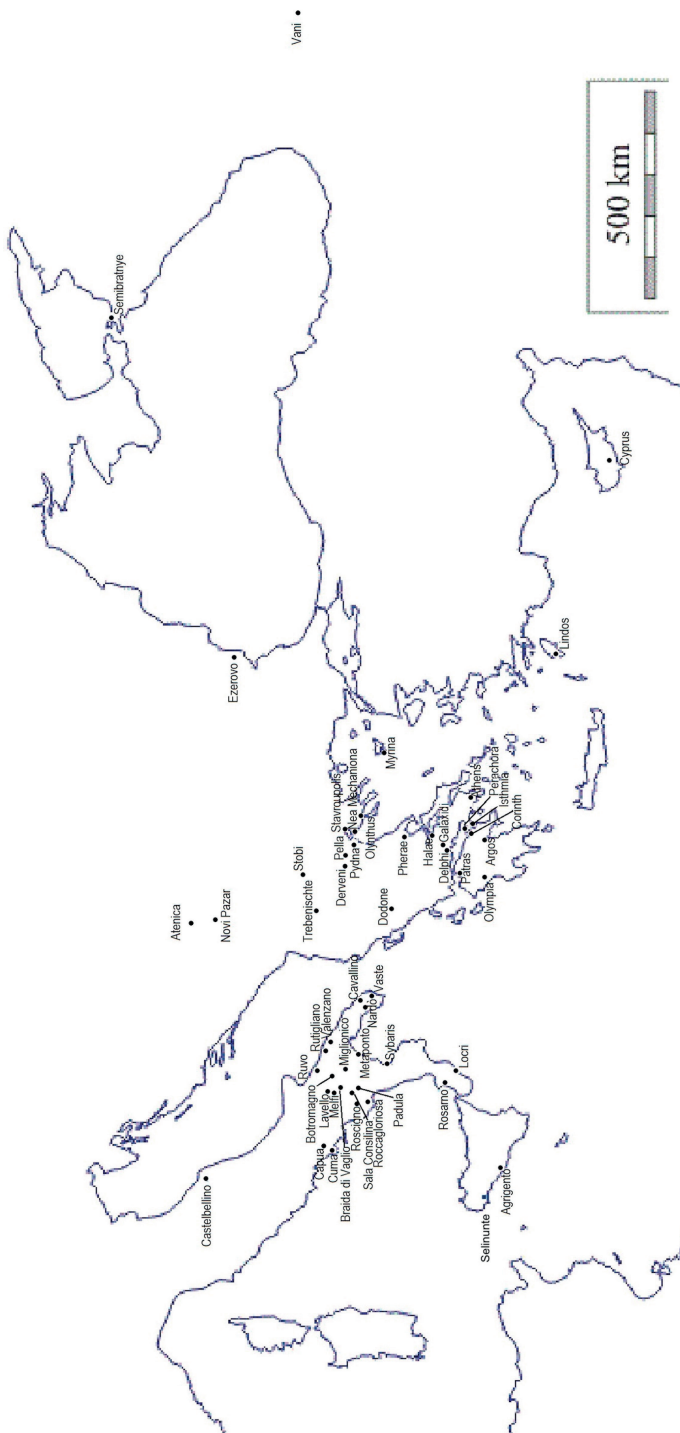 Vani
Semibratnye
Ezerovo
Cyprus
Lindos
Myrina
Stavroupolis
Nea Mechaniona
Olynthus
Pella
Pydna
Derveni
Stobi
Trebenischte
Novi Pazar
Atenica
Dodone
Pherae
Halae
Galaxidi
Delphi
Athens
Perachora
Isthmia
Corinth
Patras
Argos
Olympia
Cavallino
Vaste
Nardò
Rutigliano
Valenzano
Ruvo
Miglionico
Metaponto
Sybaris
Botromagno
Lavello
Melfi
Braida di Vaglio
Roscigno
Sala Consilina
Roccagloriosa
Padula
Capua
Cuma
Castelbellino
Locri
Rosarno
Agrigento
Selinunte
500 km